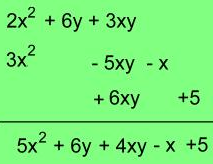 2x² + 6y + 3xy
3x² - 5xy - x
+ 6xy +5
5x² + 6y + 4xy - x +5